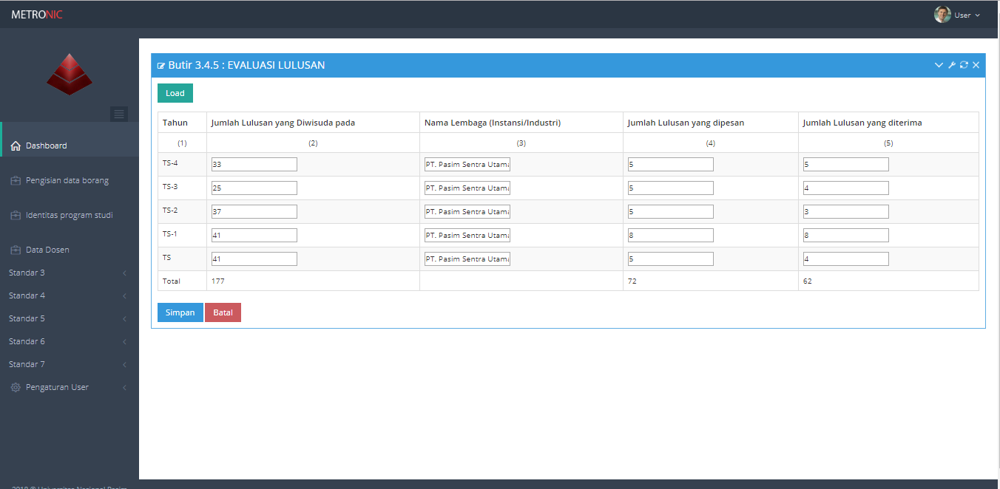 METRONIC
User
Dashboard
Pengisian data borang
Identitas program studi
Data Dosen
Standar 3
Standar 4
Standar 5
Standar 6
Standar 7
Pengaturan User
2018 © Universitas Nasional Pasim
Butir 3.4.5 : EVALUASI LULUSAN
Load
Tahun Jumlah Lulusan yang Diwisuda pada Nama Lembaga (Instansi/Industri) Jumlah Lulusan yang dipesan Jumlah Lulusan yang diterima
(1) (2) (3) (4) (5)
TS-4 33 PT. Pasim Sentra Utama 5 5
TS-3 25 PT. Pasim Sentra Utama 5 4
TS-2 37 PT. Pasim Sentra Utama 5 3
TS-1 41 PT. Pasim Sentra Utama 8 8
TS 41 PT. Pasim Sentra Utama 5 4
Total 177 72 62
Simpan Batal